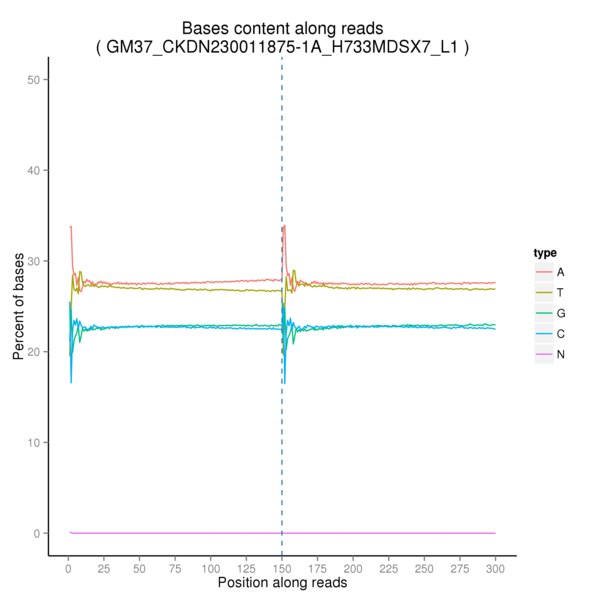 Bases content along reads
( GM37_CKDN230011875-1A_H733MDSX7_L1 )
50
40
30
20
10
0
Percent of bases
0 25 50 75 100 125 150 175 200 225 250 275 300
Position along reads
type
A
T
G
C
N